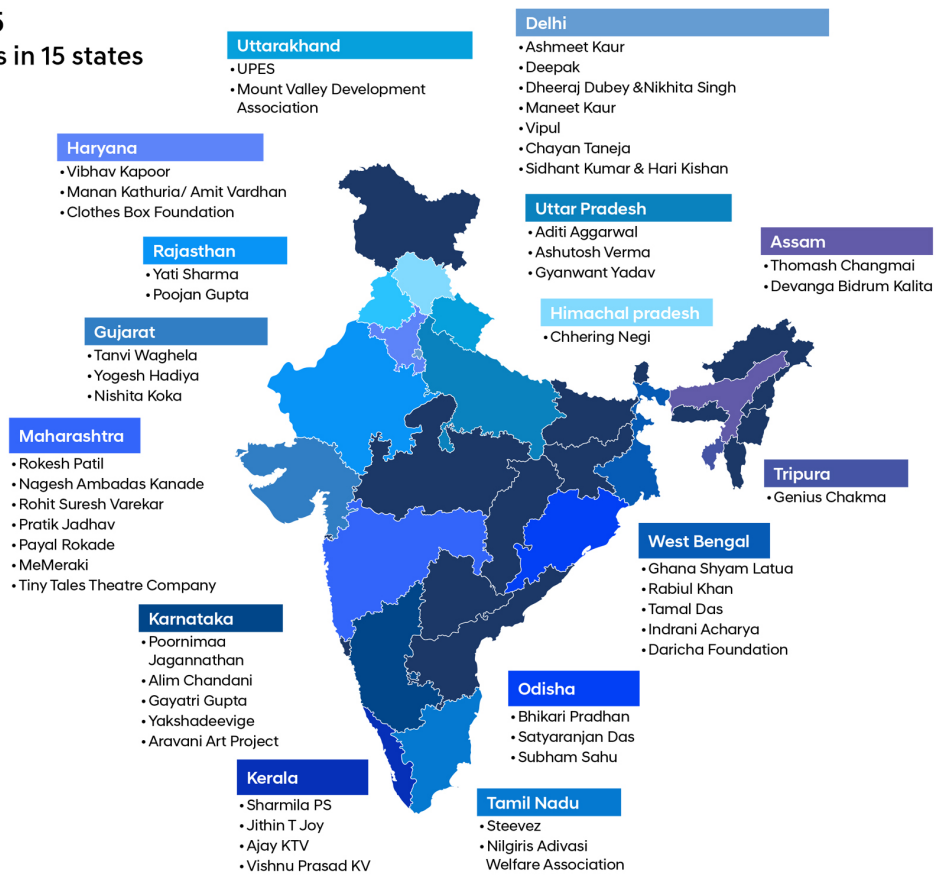 5
s in 15 states
Uttarakhand
• UPES
• Mount Valley Development
Association
Delhi
• Ashmeet Kaur
• Deepak
• Dheeraj Dubey &Nikhita Singh
• Maneet Kaur
• Vipul
• Chayan Taneja
• Sidhant Kumar & Hari Kishan
Haryana
• Vibhav Kapoor
• Manan Kathuria/ Amit Vardhan
• Clothes Box Foundation
Uttar Pradesh
• Aditi Aggarwal
• Ashutosh Verma
• Gyanwant Yadav
Assam
• Thomash Changmai
• Devanga Bidrum Kalita
Rajasthan
• Yati Sharma
• Poojan Gupta
Himachal pradesh
• Chhering Negi
Gujarat
• Tanvi Waghela
• Yogesh Hadiya
• Nishita Koka
Maharashtra
• Rokesh Patil
• Nagesh Ambadas Kanade
• Rohit Suresh Varekar
• Pratik Jadhav
• Payal Rokade
• MeMeraki
• Tiny Tales Theatre Company
Tripura
• Genius Chakma
West Bengal
• Ghana Shyam Latua
• Rabiul Khan
• Tamal Das
• Indrani Acharya
• Daricha Foundation
Karnataka
• Poornimaa
Jagannathan
• Alim Chandani
• Gayatri Gupta
• Yakshadeevige
• Aravani Art Project
Odisha
• Bhikari Pradhan
• Satyaranjan Das
• Subham Sahu
Kerala
• Sharmila PS
• Jithin T Joy
• Ajay KTV
• Vishnu Prasad KV
Tamil Nadu
• Steevez
• Nilgiris Adivasi
Welfare Association